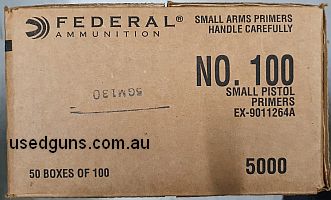 FEDERAL®
AMMUNITION
SMALL ARMS PRIMERS
HANDLE CAREFULLY
NO. 100
SMALL PISTOL
PRIMERS
EX-9011264A
5GM130
usedguns.com.au
50 BOXES OF 100
5000